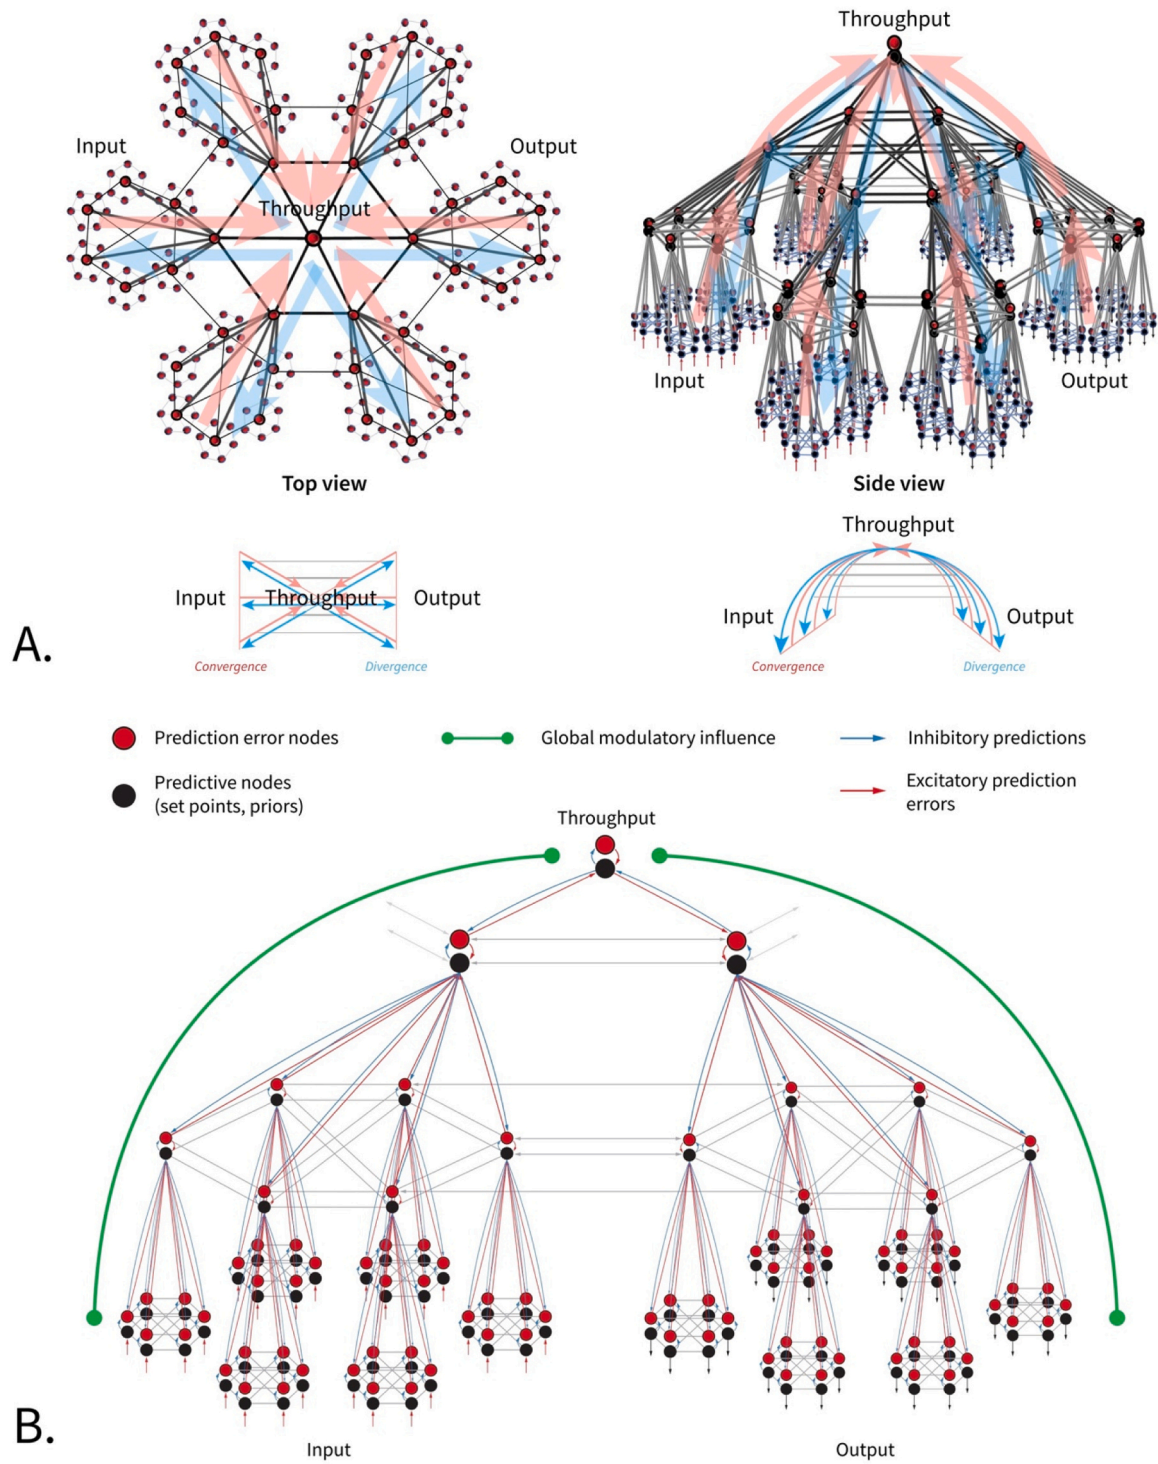 Throughput
Input
Output
Throughput
Input
Output
Top view
Side view
Throughput
Input
Throughput
Output
Input
Output
A.
Convergence
Divergence
Convergence
Divergence
Prediction error nodes
Global modulatory influence
Inhibitory predictions
Predictive nodes
(set points, priors)
Excitatory prediction
errors
Throughput
B.
Input
Output